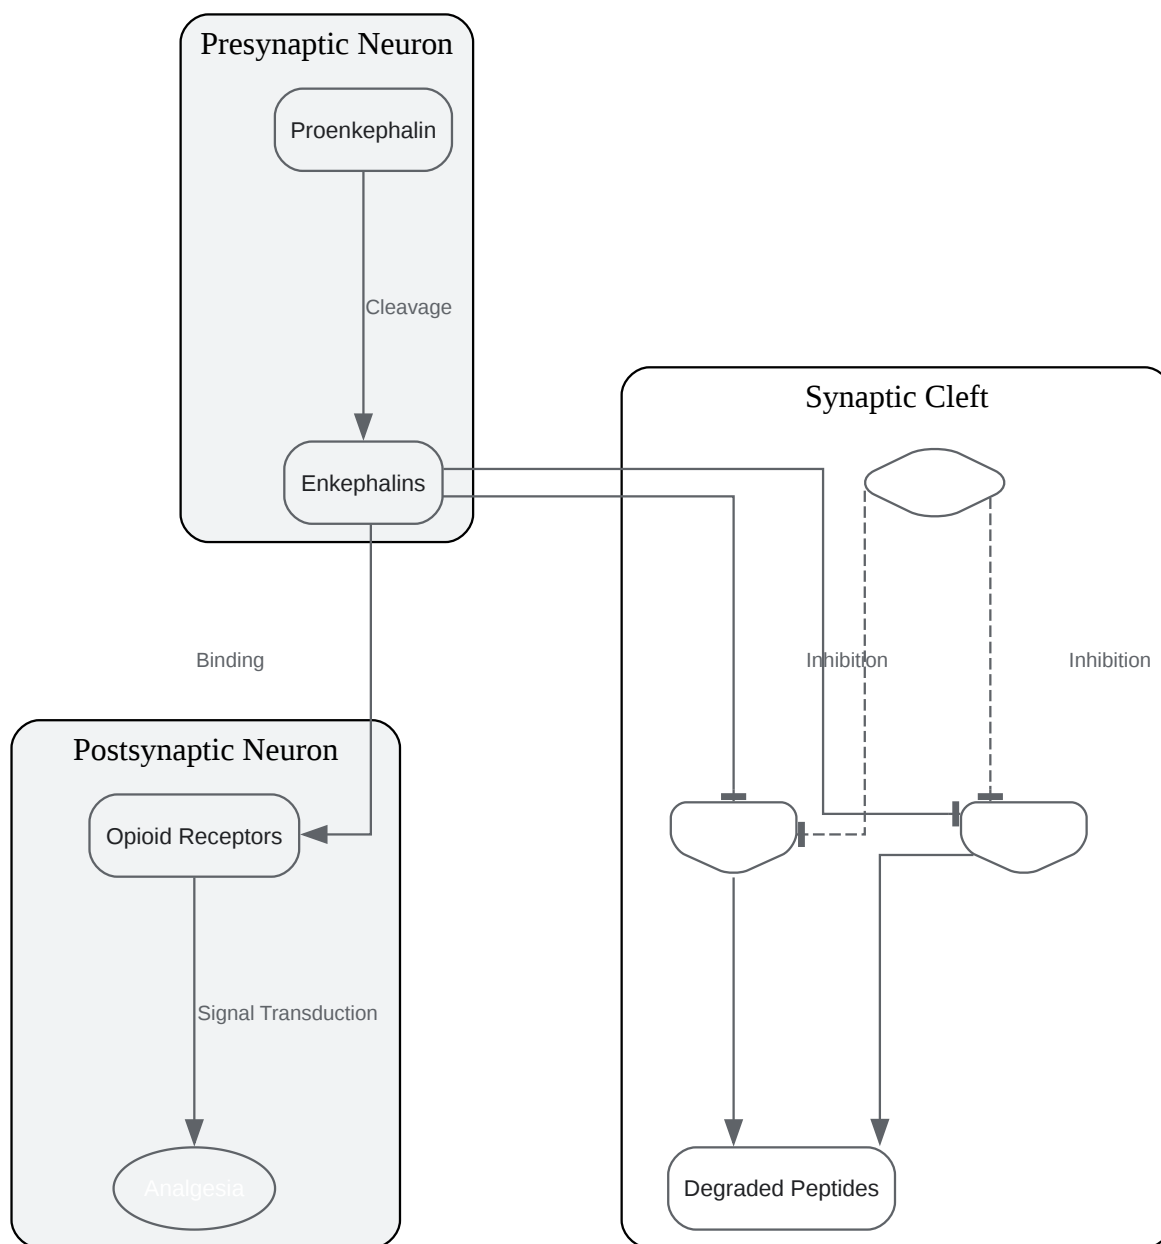 Presynaptic Neuron
Proenkephalin
Cleavage
Enkephalins
Synaptic Cleft
Binding
Inhibition
Inhibition
Postsynaptic Neuron
Opioid Receptors
Signal Transduction
Analgesia
Degraded Peptides